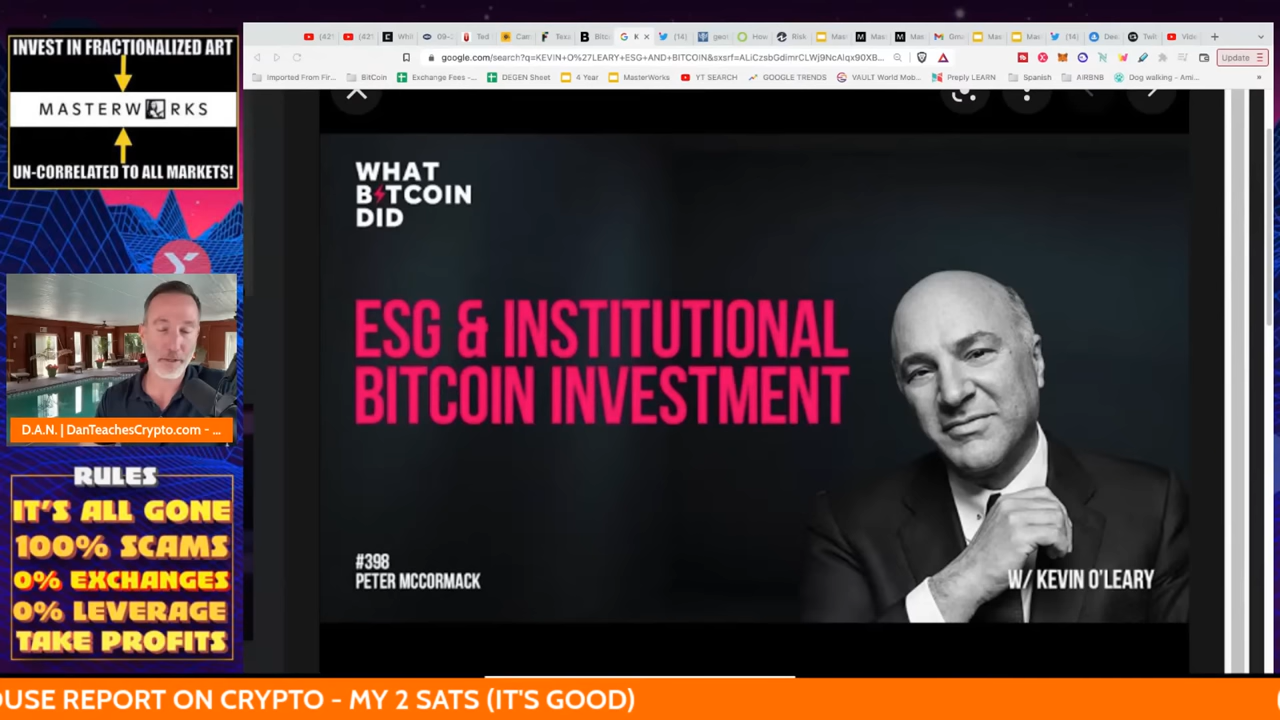 INVEST IN FRACTIONALIZED ART
MASTERWORKS
UN-CORRELATED TO ALL MARKETS!
D.A.N. | DanTeachesCrypto.com - ...
RULES
IT'S ALL GONE
100% SCAMS
0% EXCHANGES
0% LEVERAGE
TAKE PROFITS
Update
Imported From Fir...
BitCoin
Exchange Fees -...
DEGEN Sheet
4 Year
MasterWorks
YT SEARCH
GOOGLE TRENDS
VAULT World Mob...
Preply LEARN
Spanish
AIRBNB
Dog walking - Ami...
WHAT
BITCOIN
DID
ESG & INSTITUTIONAL
BITCOIN INVESTMENT
#398
PETER MCCORMACK
W/ KEVIN O'LEARY
OUSE REPORT ON CRYPTO - MY 2 SATS (IT'S GOOD)